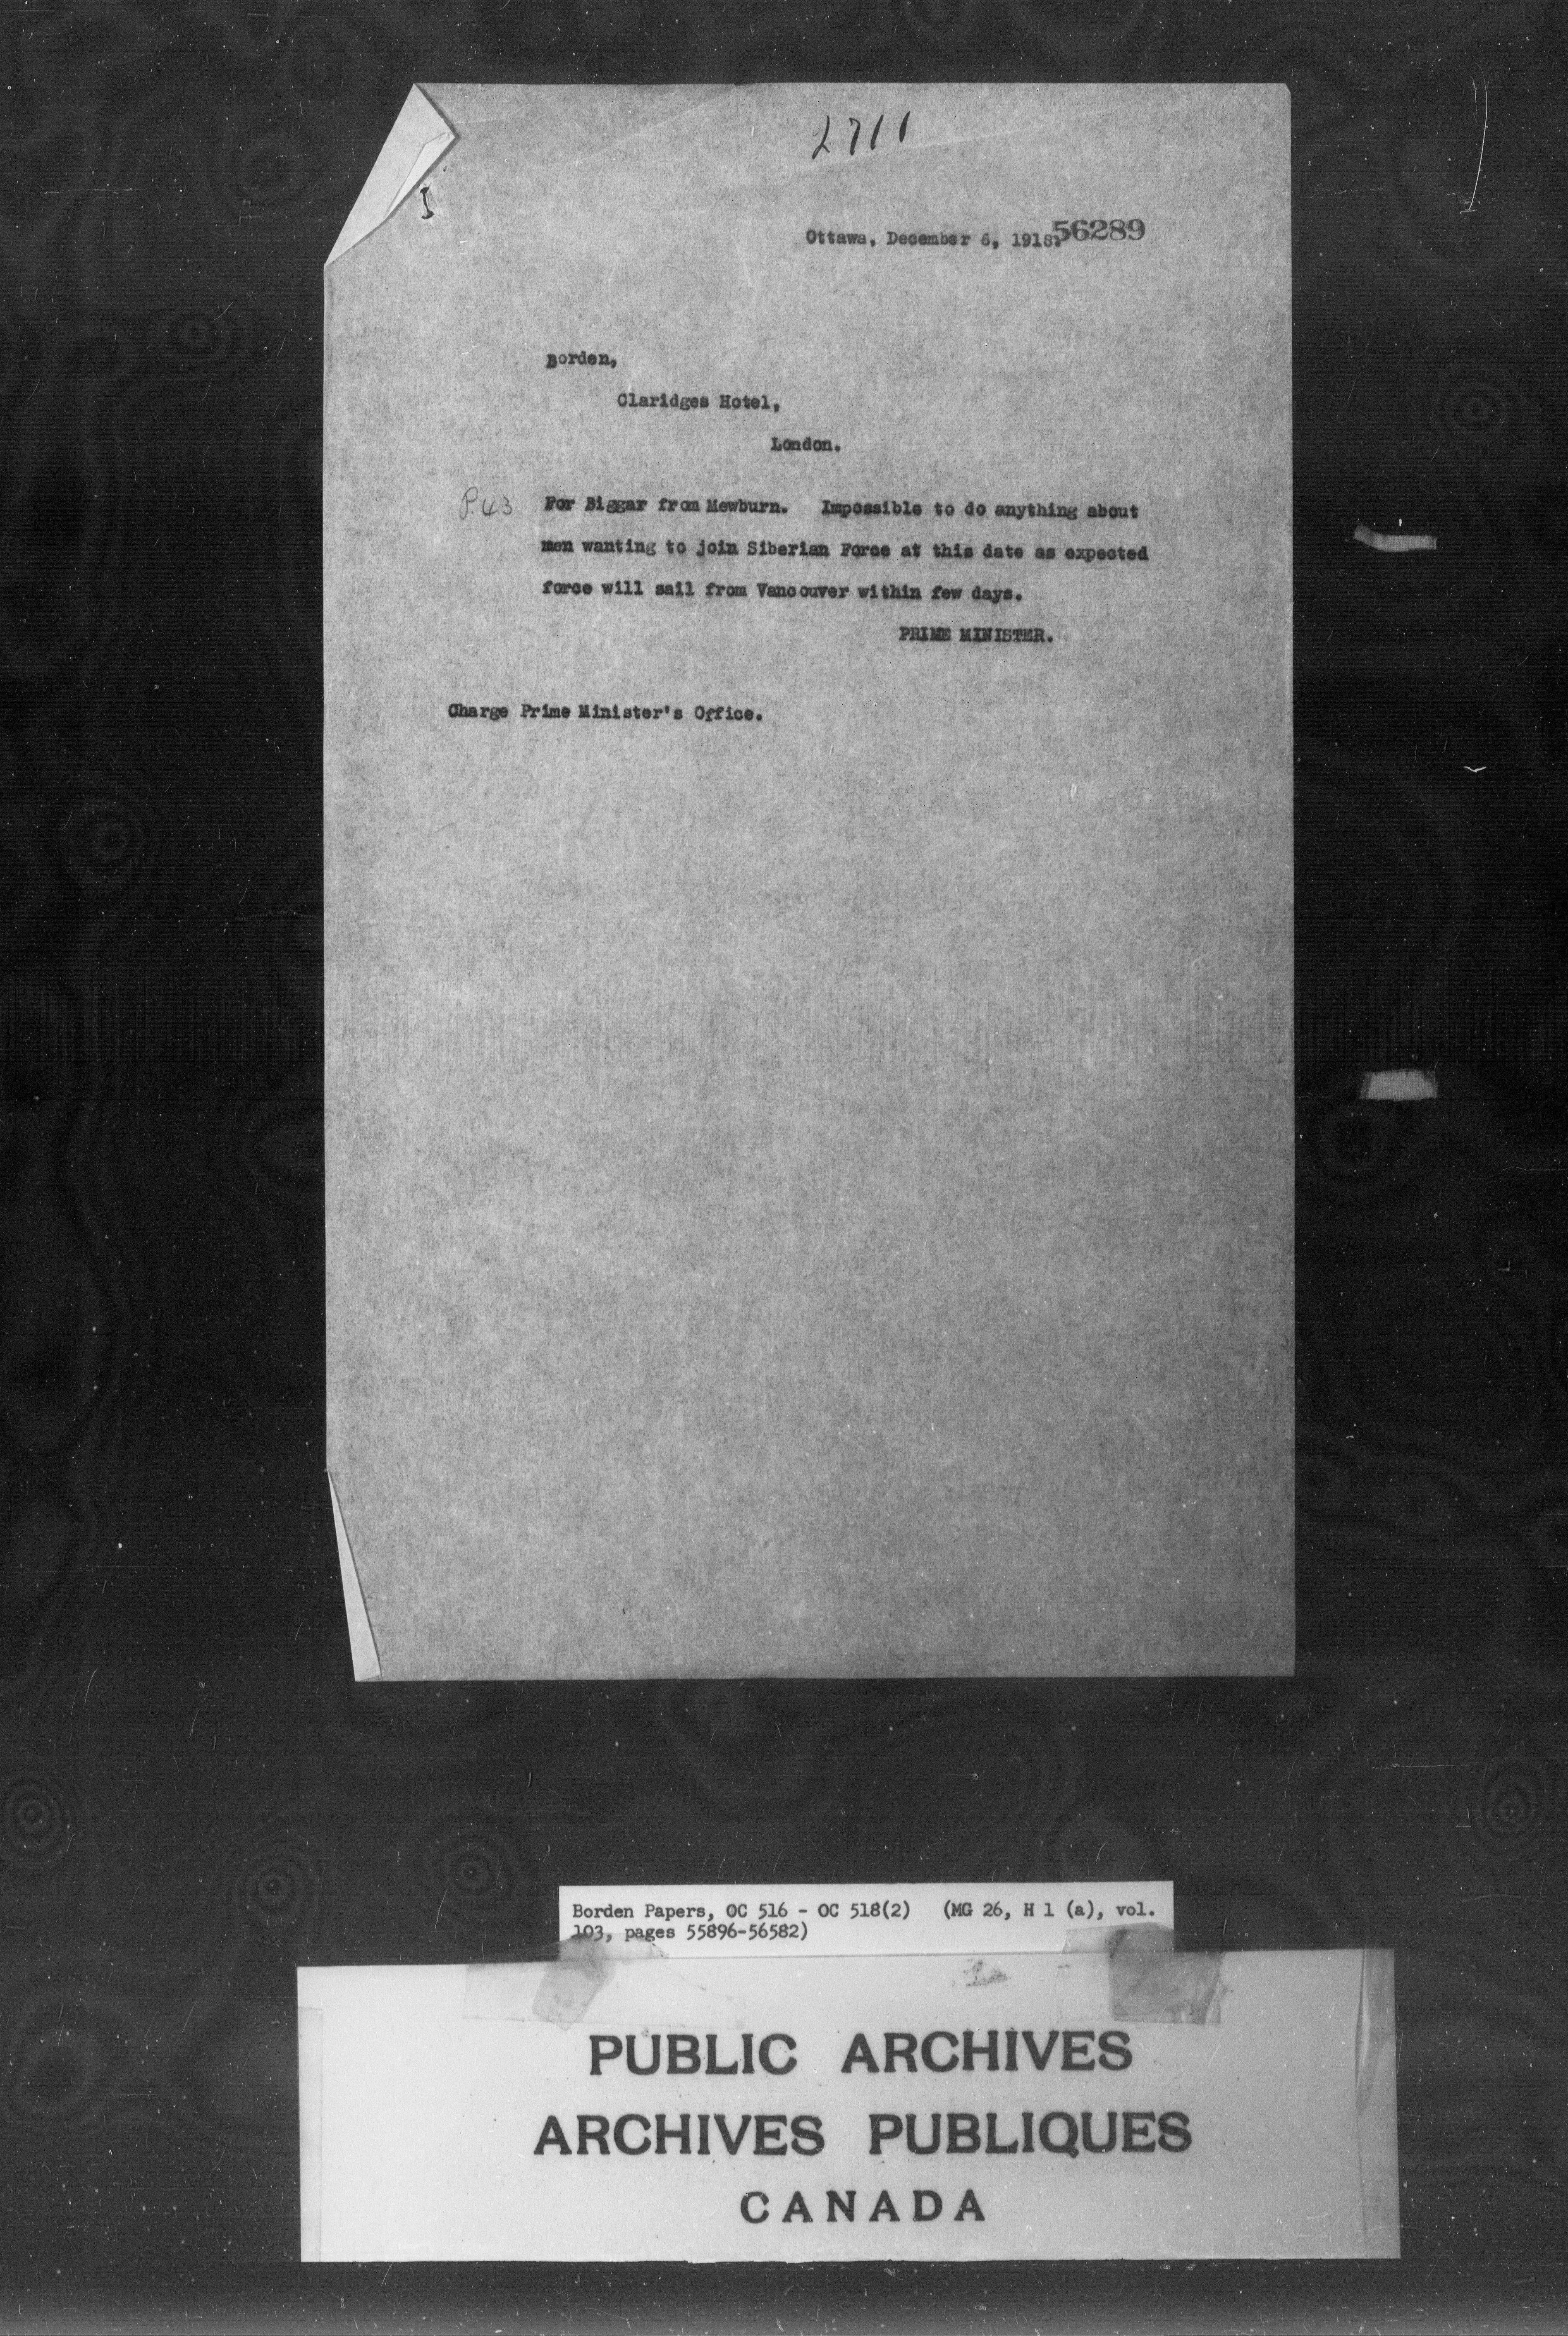 2711
Ottawa, December 6, 1918.
56289
Borden,
Claridges Hotel,
London.
P.43
For Biggar from Mewburn. Impossible to do anything about
men wanting to join Siberian Force at this date as expected
force will sail from Vancouver within few days.
PRIME MINISTER.
Charge Prime Minister's Office.
Borden Papers, OC 516 - OC 518(2) (MG 26, H 1 (a), vol.
103, pages 55896-56582)
PUBLIC ARCHIVES
ARCHIVES PUBLIQUES
CANADA